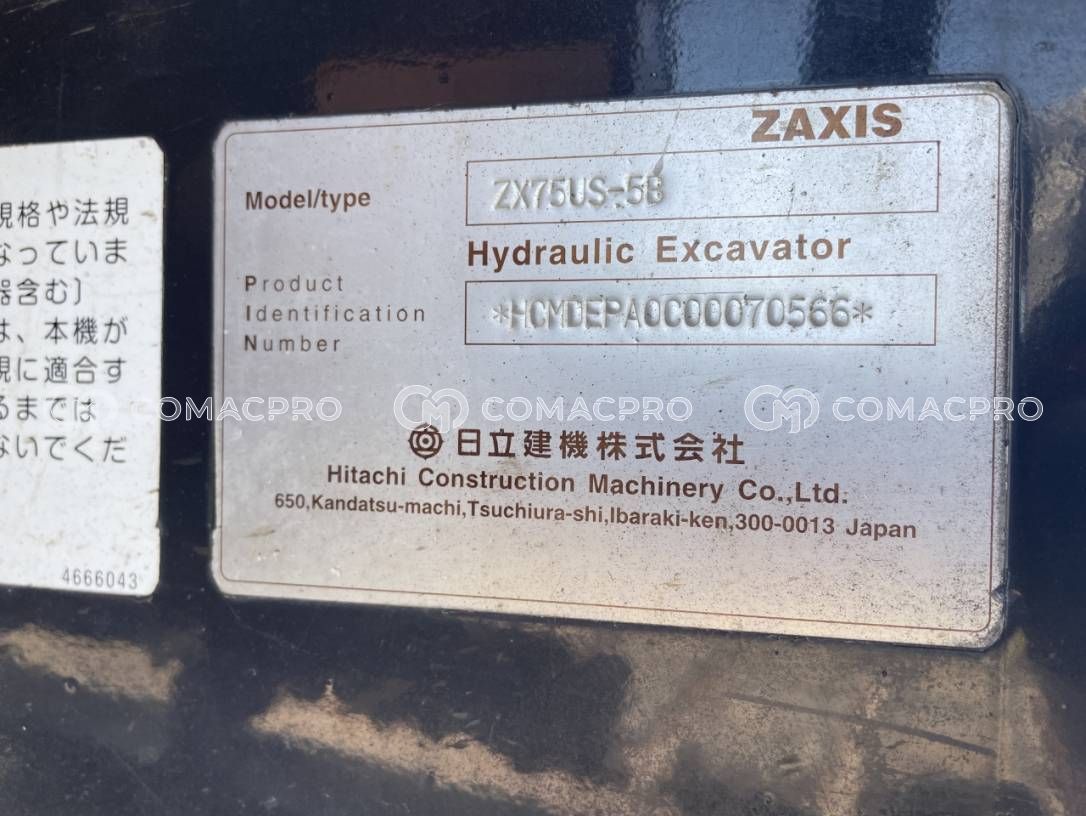 規格や法規
なっていま
器含む〕
は、本機が
規に適合す
るまでは
ないでくだ
4666043
ZAXIS
Model/type
ZX75US-5B
Hydraulic Excavator
Product
Identification
Number
*HCMDEPA0C00070566*
日立建機株式会社
Hitachi Construction Machinery Co.,Ltd.
650,Kandatsu-machi,Tsuchiura-shi,Ibaraki-ken,300-0013 Japan
COMACPRO COMACPRO COMACPRO